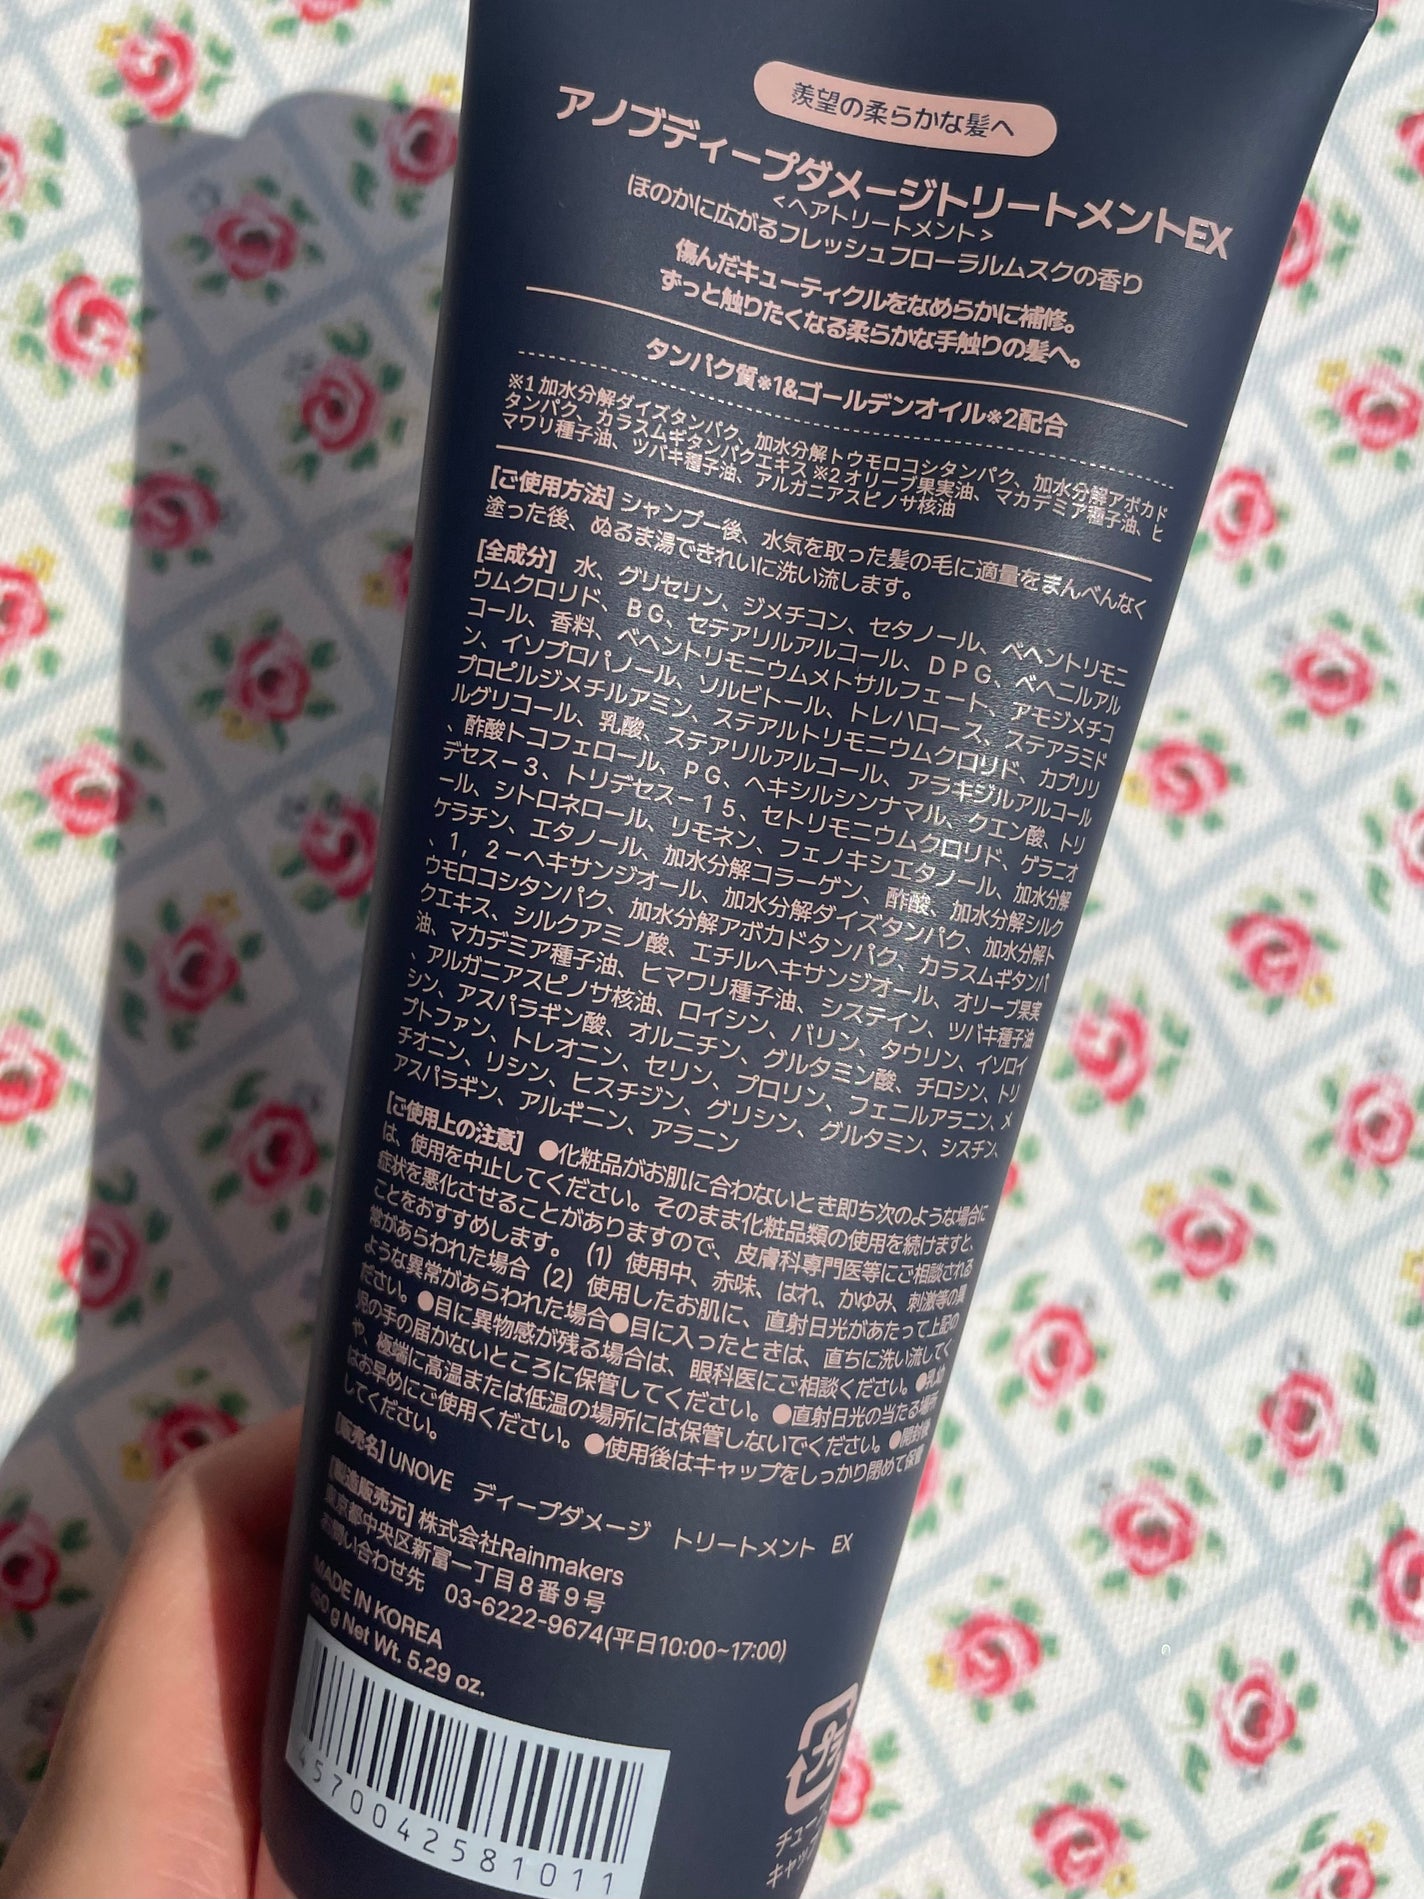 羨望の柔らかな髪へ
アノブディープダメージトリートメントEX
<ヘアトリートメント>
ほのかに広がるフレッシュフローラルムスクの香り
傷んだキューティクルをなめらかに補修。
ずっと触りたくなる柔らかな手触りの髪へ。
タンパク質※1&ゴールデンオイル※2配合
※1 加水分解ダイズタンパク、加水分解トウモロコシタンパク、加水分解アボカド
タンパク、カラスムギタンパクエキス ※2 オリーブ果実油、マカデミア種子油、ヒ
マワリ種子油、ツバキ種子油、アルガニアスピノサ核油
[ご使用方法] シャンプー後、水気を取った髪の毛に適量をまんべんなく
塗った後、ぬるま湯できれいに洗い流します。
[全成分] 水、グリセリン、ジメチコン、セタノール、ベヘントリモニ
ウムクロリド、BG、セテアリルアルコール、DPG、ベヘニルアル
コール、香料、ベヘントリモニウムメトサルフェート、アモジメチコ
ン、イソプロパノール、ソルビトール、トレハロース、ステアラミド
プロピルジメチルアミン、ステアルトリモニウムクロリド、カプリリ
ルグリコール、乳酸、ステアリルアルコール、アラキジルアルコール
、酢酸トコフェロール、PG、ヘキシルシンナマル、クエン酸、トリ
デセス－3、トリデセス－15、セトリモニウムクロリド、ゲラニオ
ール、シトロネロール、リモネン、フェノキシエタノール、加水分解
ケラチン、エタノール、加水分解コラーゲン、酢酸、加水分解シルク
、1，2－ヘキサンジオール、加水分解ダイズタンパク、加水分解ト
ウモロコシタンパク、加水分解アボカドタンパク、カラスムギタンパ
クエキス、シルクアミノ酸、エチルヘキサンジオール、オリーブ果実
油、マカデミア種子油、ヒマワリ種子油、システイン、ツバキ種子油
、アルガニアスピノサ核油、ロイシン、バリン、タウリン、イソロイ
シン、アスパラギン酸、オルニチン、グルタミン酸、チロシン、トリ
プトファン、トレオニン、セリン、プロリン、フェニルアラニン、メ
チオニン、リシン、ヒスチジン、グリシン、グルタミン、シスチン、
アスパラギン、アルギニン、アラニン
[ご使用上の注意] ●化粧品がお肌に合わないとき即ち次のような場合に
は、使用を中止してください。そのまま化粧品類の使用を続けますと、
症状を悪化させることがありますので、皮膚科専門医等にご相談される
ことをおすすめします。 (1) 使用中、赤味、はれ、かゆみ、刺激等の異
常があらわれた場合 (2) 使用したお肌に、直射日光があたって上記の
ような異常があらわれた場合●目に入ったときは、直ちに洗い流してく
ださい。●目に異物感が残る場合は、眼科医にご相談ください。●乳幼
児の手の届かないところに保管してください。●直射日光の当たる場所
や、極端に高温または低温の場所には保管しないでください。●開封後
はお早めにご使用ください。●使用後はキャップをしっかり閉めて保管
してください。
[販売名] UNOVE ディープダメージ トリートメント EX
[製造販売元] 株式会社Rainmakers
東京都中央区新富一丁目8番9号
お問い合わせ先 03-6222-9674(平日10:00~17:00)
MADE IN KOREA
150 g Net Wt. 5.29 oz.
4570042581011
プラ
チュー
キャッ